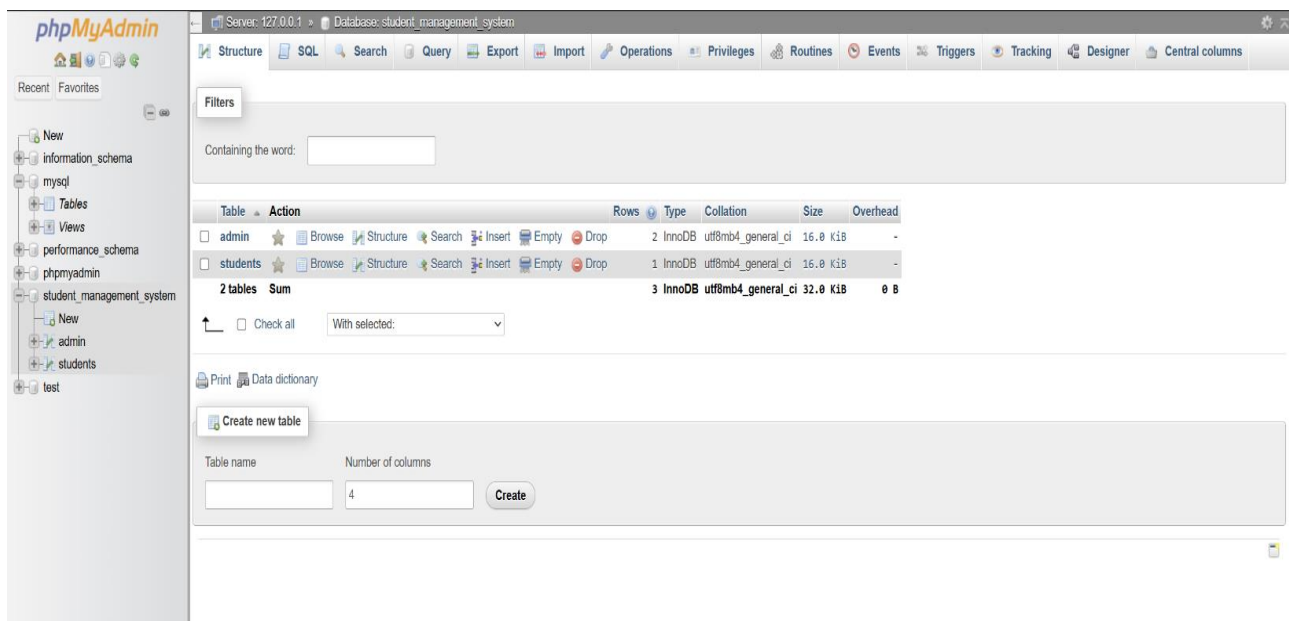 phpMyAdmin
Recent Favorites
New
information_schema
mysql
Tables
Views
performance_schema
phpmyadmin
student_management_system
New
admin
students
test
Server: 127.0.0.1 » Database: student_management_system
Structure SQL Search Query Export Import Operations Privileges Routines Events Triggers Tracking Designer Central columns
Filters
Containing the word:
Table Action Rows Type Collation Size Overhead
admin Browse Structure Search Insert Empty Drop 2 InnoDB utf8mb4_general_ci 16.0 KiB -
students Browse Structure Search Insert Empty Drop 1 InnoDB utf8mb4_general_ci 16.0 KiB -
2 tables Sum 3 InnoDB utf8mb4_general_ci 32.0 KiB 0 B
Check all With selected:
Print Data dictionary
Create new table
Table name Number of columns
4 Create